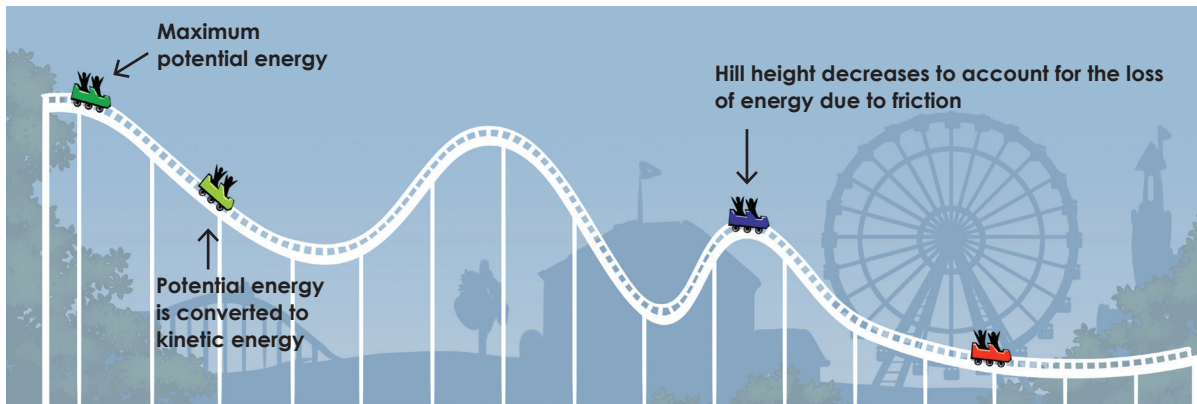 Maximum
potential energy
Hill height decreases to account for the loss
of energy due to friction
Potential energy
is converted to
kinetic energy